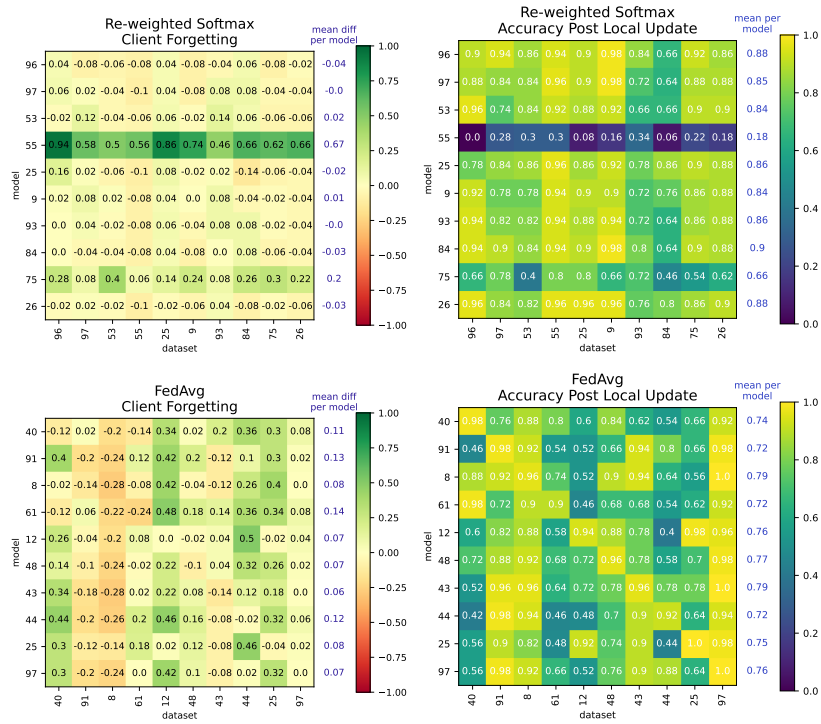 Re-weighted Softmax
Client Forgetting
mean diff
per model
96 0.04 -0.08 -0.06 -0.08 0.04 -0.08 -0.04 0.06 -0.08 -0.02 -0.04
97 0.06 0.0 -0.04 -0.1 0.04 -0.08 0.08 0.08 -0.04 -0.04 -0.0
53 -0.02 0.12 -0.04 -0.06 0.02 -0.06 0.14 0.06 0.02 -0.06 0.02
55 0.94 0.58 0.5 0.56 0.86 0.74 0.46 0.66 0.62 0.66 0.67
25 0.16 0.02 -0.06 -0.1 0.08 -0.02 0.02 -0.14 -0.06 -0.04 -0.02
9 0.02 0.08 0.02 -0.08 0.04 0.0 0.08 -0.04 -0.04 -0.04 0.01
93 0.0 0.04 -0.02 -0.08 0.02 -0.08 0.08 0.04 -0.04 -0.04 -0.0
84 0.0 -0.04 -0.04 -0.08 0.04 -0.08 0.0 0.08 -0.06 -0.04 -0.03
75 0.28 0.08 0.4 0.06 0.14 0.24 0.08 0.26 0.3 0.22 0.2
26 -0.02 -0.02 -0.06 -0.1 -0.02 -0.06 0.04 -0.08 -0.06 -0.06 -0.03
model
96 97 53 55 25 9 93 84 75 26
dataset
1.00
0.75
0.50
0.25
0.00
−0.25
−0.50
−0.75
−1.00
Re-weighted Softmax
Accuracy Post Local Update
mean per
model
96 0.9 0.94 0.86 0.94 0.9 0.98 0.84 0.66 0.92 0.86 0.88
97 0.88 0.84 0.84 0.96 0.9 0.98 0.72 0.64 0.88 0.88 0.85
53 0.96 0.74 0.84 0.92 0.88 0.92 0.66 0.66 0.9 0.9 0.84
55 0.0 0.28 0.3 0.3 0.08 0.16 0.34 0.06 0.22 0.18 0.18
25 0.78 0.84 0.86 0.96 0.86 0.92 0.78 0.86 0.9 0.88 0.86
9 0.92 0.78 0.78 0.94 0.9 0.9 0.72 0.76 0.86 0.88 0.84
93 0.94 0.82 0.82 0.94 0.92 0.98 0.72 0.64 0.86 0.88 0.86
84 0.94 0.9 0.84 0.94 0.9 0.98 0.8 0.64 0.9 0.88 0.9
75 0.66 0.78 0.4 0.8 0.8 0.66 0.72 0.46 0.54 0.62 0.66
26 0.96 0.84 0.82 0.96 0.96 0.96 0.76 0.8 0.86 0.9 0.88
model
96 97 53 55 25 9 93 84 75 26
dataset
1.0
0.8
0.6
0.4
0.2
0.0
FedAvg
Client Forgetting
mean diff
per model
40 -0.12 0.02 -0.2 -0.14 0.34 0.02 0.2 0.36 0.3 0.08 0.11
91 0.4 -0.2 -0.24 0.12 0.42 0.2 -0.12 0.1 0.3 0.02 0.13
8 -0.02 -0.14 -0.28 -0.08 0.42 -0.04 -0.12 0.26 0.4 0.0 0.08
61 -0.12 0.06 -0.22 -0.24 0.48 0.18 0.14 0.36 0.34 0.08 0.14
12 0.26 -0.04 -0.2 0.08 0.0 -0.02 0.04 0.5 -0.02 0.04 0.07
48 0.14 -0.1 -0.24 0.02 0.22 -0.1 0.04 0.32 0.26 0.02 0.07
43 0.34 -0.18 -0.28 0.02 0.22 0.08 -0.14 0.12 0.18 0.0 0.06
44 0.44 -0.2 -0.26 0.2 0.46 0.16 -0.08 -0.02 0.32 0.06 0.12
25 0.3 -0.12 -0.14 0.18 0.02 0.12 -0.08 0.46 -0.04 0.02 0.08
97 0.3 -0.2 -0.24 0.0 0.42 0.1 -0.08 0.02 0.32 0.0 0.07
model
40 91 8 61 12 48 43 44 25 97
dataset
1.00
0.75
0.50
0.25
0.00
−0.25
−0.50
−0.75
−1.00
FedAvg
Accuracy Post Local Update
mean per
model
40 0.98 0.76 0.88 0.8 0.6 0.84 0.62 0.54 0.66 0.92 0.74
91 0.46 0.98 0.92 0.54 0.52 0.66 0.94 0.8 0.66 0.98 0.72
8 0.88 0.92 0.96 0.74 0.52 0.9 0.94 0.64 0.56 1.0 0.79
61 0.98 0.72 0.9 0.9 0.46 0.68 0.68 0.54 0.62 0.92 0.72
12 0.6 0.82 0.88 0.58 0.94 0.88 0.78 0.4 0.98 0.96 0.76
48 0.72 0.88 0.92 0.68 0.72 0.96 0.78 0.58 0.7 0.98 0.77
43 0.52 0.96 0.96 0.64 0.72 0.78 0.96 0.78 0.78 1.0 0.79
44 0.42 0.98 0.94 0.46 0.48 0.7 0.9 0.92 0.64 0.94 0.72
25 0.56 0.9 0.82 0.48 0.92 0.74 0.9 0.44 1.0 0.98 0.75
97 0.56 0.98 0.92 0.66 0.52 0.76 0.9 0.88 0.64 1.0 0.76
model
40 91 8 61 12 48 43 44 25 97
dataset
1.0
0.8
0.6
0.4
0.2
0.0